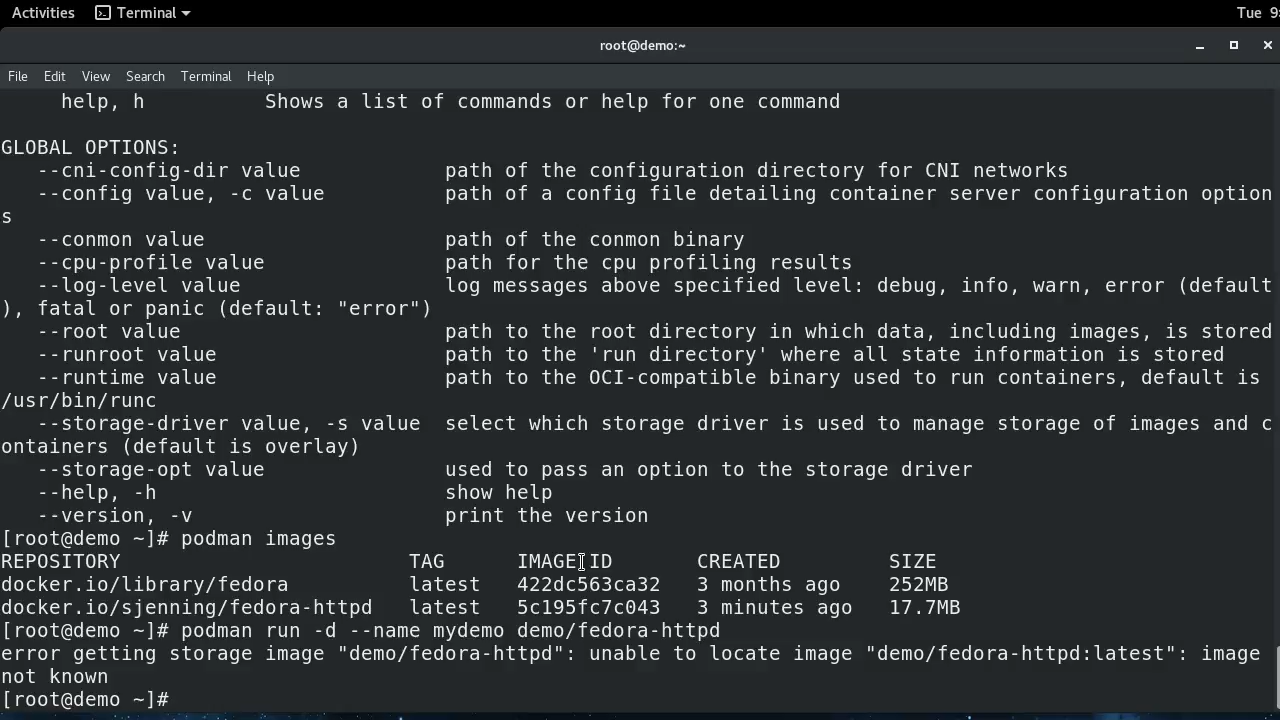 Activities Terminal Tue 9:
root@demo:~
File Edit View Search Terminal Help
help, h Shows a list of commands or help for one command
GLOBAL OPTIONS:
--cni-config-dir value path of the configuration directory for CNI networks
--config value, -c value path of a config file detailing container server configuration option
s
--conmon value path of the conmon binary
--cpu-profile value path for the cpu profiling results
--log-level value log messages above specified level: debug, info, warn, error (default
), fatal or panic (default: "error")
--root value path to the root directory in which data, including images, is stored
--runroot value path to the 'run directory' where all state information is stored
--runtime value path to the OCI-compatible binary used to run containers, default is
/usr/bin/runc
--storage-driver value, -s value select which storage driver is used to manage storage of images and c
ontainers (default is overlay)
--storage-opt value used to pass an option to the storage driver
--help, -h show help
--version, -v print the version
[root@demo ~]# podman images
REPOSITORY TAG IMAGE ID CREATED SIZE
docker.io/library/fedora latest 422dc563ca32 3 months ago 252MB
docker.io/sjenning/fedora-httpd latest 5c195fc7c043 3 minutes ago 17.7MB
[root@demo ~]# podman run -d --name mydemo demo/fedora-httpd
error getting storage image "demo/fedora-httpd": unable to locate image "demo/fedora-httpd:latest": image
not known
[root@demo ~]#